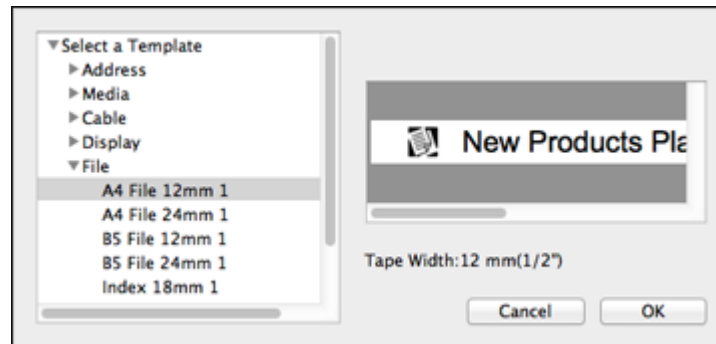 Select a Template
Address
Media
Cable
Display
File
A4 File 12mm 1
A4 File 24mm 1
B5 File 12mm 1
B5 File 24mm 1
Index 18mm 1
New Products Pla
Tape Width:12 mm(1/2")
Cancel
OK